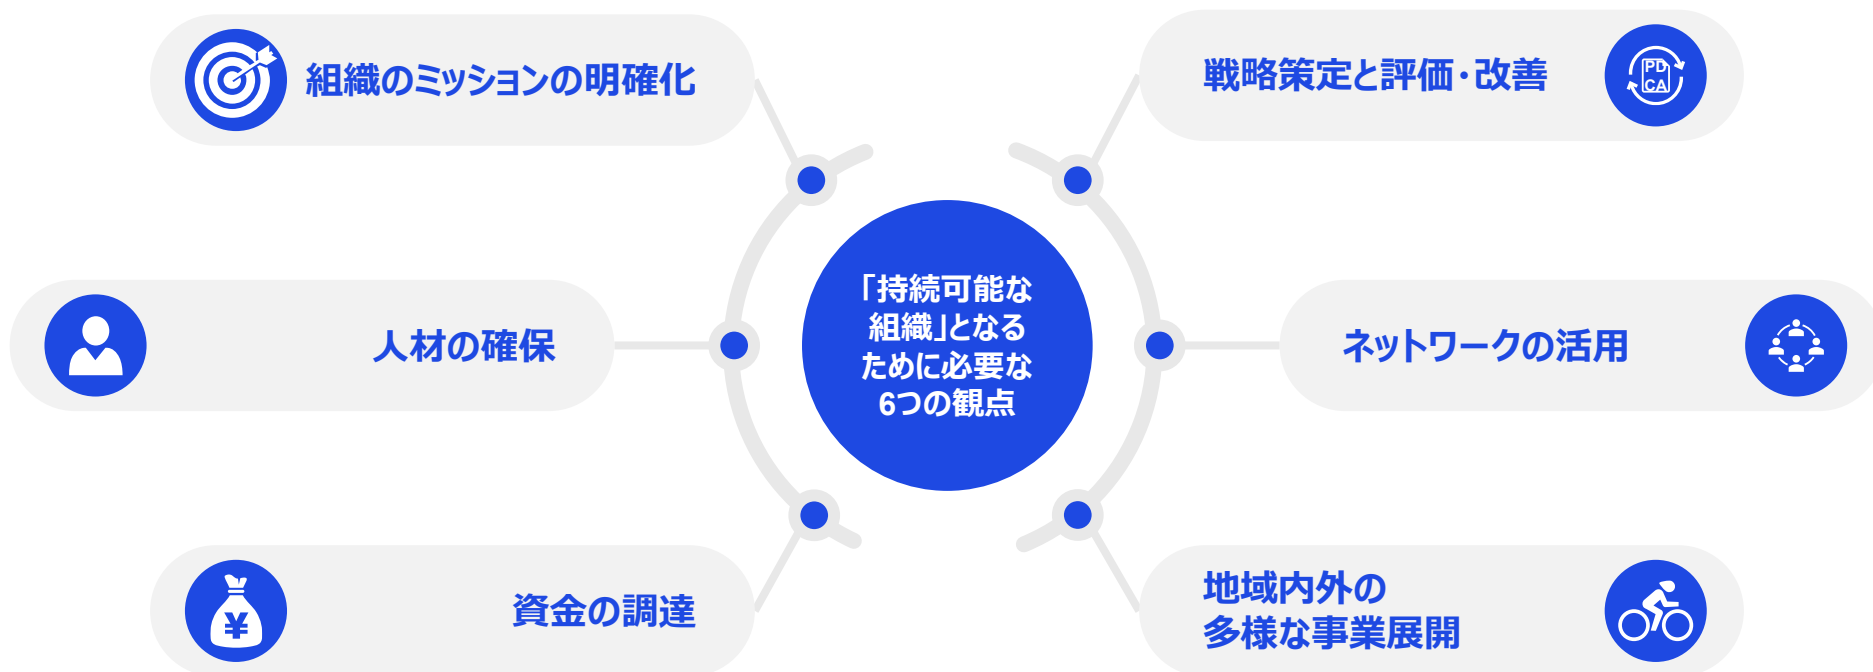 組織のミッションの明確化
戦略策定と評価・改善
PD
CA
「持続可能な
組織」となる
ために必要な
6つの観点
人材の確保
ネットワークの活用
資金の調達
¥
地域内外の
多様な事業展開